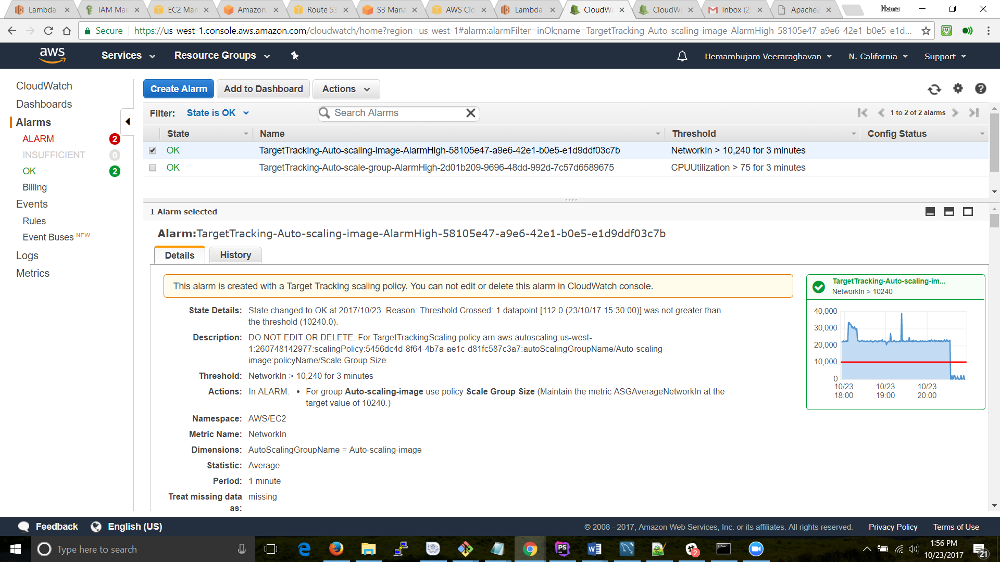 Lambda
IAM Mar
EC2 Man
Amazon
Route 53
S3 Mana
AWS Clo
Lambda
CloudWa
CloudWa
Inbox (2
Apache2
Hema
Secure
https://us-west-1.console.aws.amazon.com/cloudwatch/home?region=us-west-1#alarm:alarmFilter=inOk;name=TargetTracking-Auto-scaling-image-AlarmHigh-58105e47-a9e6-42e1-b0e5-e1d...
aws
Services
Resource Groups
Hemambujam Veeraraghavan
N. California
Support
CloudWatch
Dashboards
Alarms
ALARM 2
INSUFFICIENT 0
OK 2
Billing
Events
Rules
Event Buses NEW
Logs
Metrics
Create Alarm
Add to Dashboard
Actions
Filter: State is OK
Search Alarms
1 to 2 of 2 alarms
State Name Threshold Config Status
OK TargetTracking-Auto-scaling-image-AlarmHigh-58105e47-a9e6-42e1-b0e5-e1d9ddf03c7b NetworkIn > 10,240 for 3 minutes
OK TargetTracking-Auto-scale-group-AlarmHigh-2d01b209-9696-48dd-992d-7c57d6589675 CPUUtilization > 75 for 3 minutes
1 Alarm selected
Alarm:TargetTracking-Auto-scaling-image-AlarmHigh-58105e47-a9e6-42e1-b0e5-e1d9ddf03c7b
Details
History
This alarm is created with a Target Tracking scaling policy. You can not edit or delete this alarm in CloudWatch console.
State Details: State changed to OK at 2017/10/23. Reason: Threshold Crossed: 1 datapoint [112.0 (23/10/17 15:30:00)] was not greater than
the threshold (10240.0).
Description: DO NOT EDIT OR DELETE. For TargetTrackingScaling policy arn:aws:autoscaling:us-west-
1:260748142977:scalingPolicy:5456dc4d-8f64-4b7a-ae1c-d81fc587c3a7:autoScalingGroupName/Auto-scaling-
image:policyName/Scale Group Size.
Threshold: NetworkIn > 10,240 for 3 minutes
Actions: In ALARM: • For group Auto-scaling-image use policy Scale Group Size (Maintain the metric ASGAverageNetworkIn at the
target value of 10240.)
Namespace: AWS/EC2
Metric Name: NetworkIn
Dimensions: AutoScalingGroupName = Auto-scaling-image
Statistic: Average
Period: 1 minute
Treat missing data missing
as:
TargetTracking-Auto-scaling-im...
NetworkIn > 10240
40,000
30,000
20,000
10,000
0
10/23 10/23 10/23
18:00 19:00 20:00
Feedback
English (US)
© 2008 - 2017, Amazon Web Services, Inc. or its affiliates. All rights reserved.
Privacy Policy
Terms of Use
Type here to search
PS
2
1:56 PM
10/23/2017
21